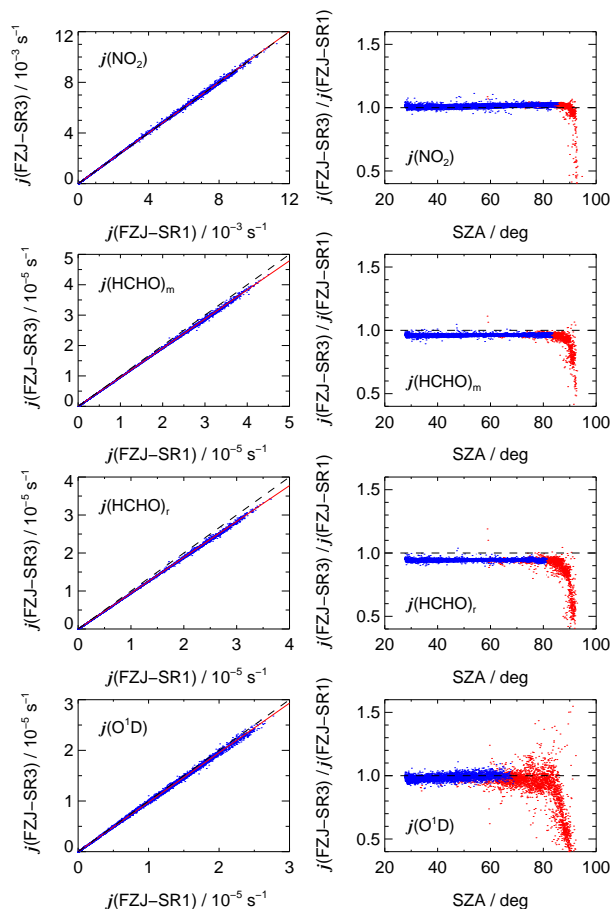 j(FZJ−SR3) / 10⁻³ s⁻¹
12
8
4
0
j(NO₂)
0 4 8 12
j(FZJ−SR1) / 10⁻³ s⁻¹
j(FZJ−SR3) / j(FZJ−SR1)
1.5
1.0
0.5
j(NO₂)
20 40 60 80 100
SZA / deg
j(FZJ−SR3) / 10⁻⁵ s⁻¹
5
4
3
2
1
0
j(HCHO)ₘ
0 1 2 3 4 5
j(FZJ−SR1) / 10⁻⁵ s⁻¹
j(FZJ−SR3) / j(FZJ−SR1)
1.5
1.0
0.5
j(HCHO)ₘ
20 40 60 80 100
SZA / deg
j(FZJ−SR3) / 10⁻⁵ s⁻¹
4
3
2
1
0
j(HCHO)ᵣ
0 1 2 3 4
j(FZJ−SR1) / 10⁻⁵ s⁻¹
j(FZJ−SR3) / j(FZJ−SR1)
1.5
1.0
0.5
j(HCHO)ᵣ
20 40 60 80 100
SZA / deg
j(FZJ−SR3) / 10⁻⁵ s⁻¹
3
2
1
0
j(O¹D)
0 1 2 3
j(FZJ−SR1) / 10⁻⁵ s⁻¹
j(FZJ−SR3) / j(FZJ−SR1)
1.5
1.0
0.5
j(O¹D)
20 40 60 80 100
SZA / deg